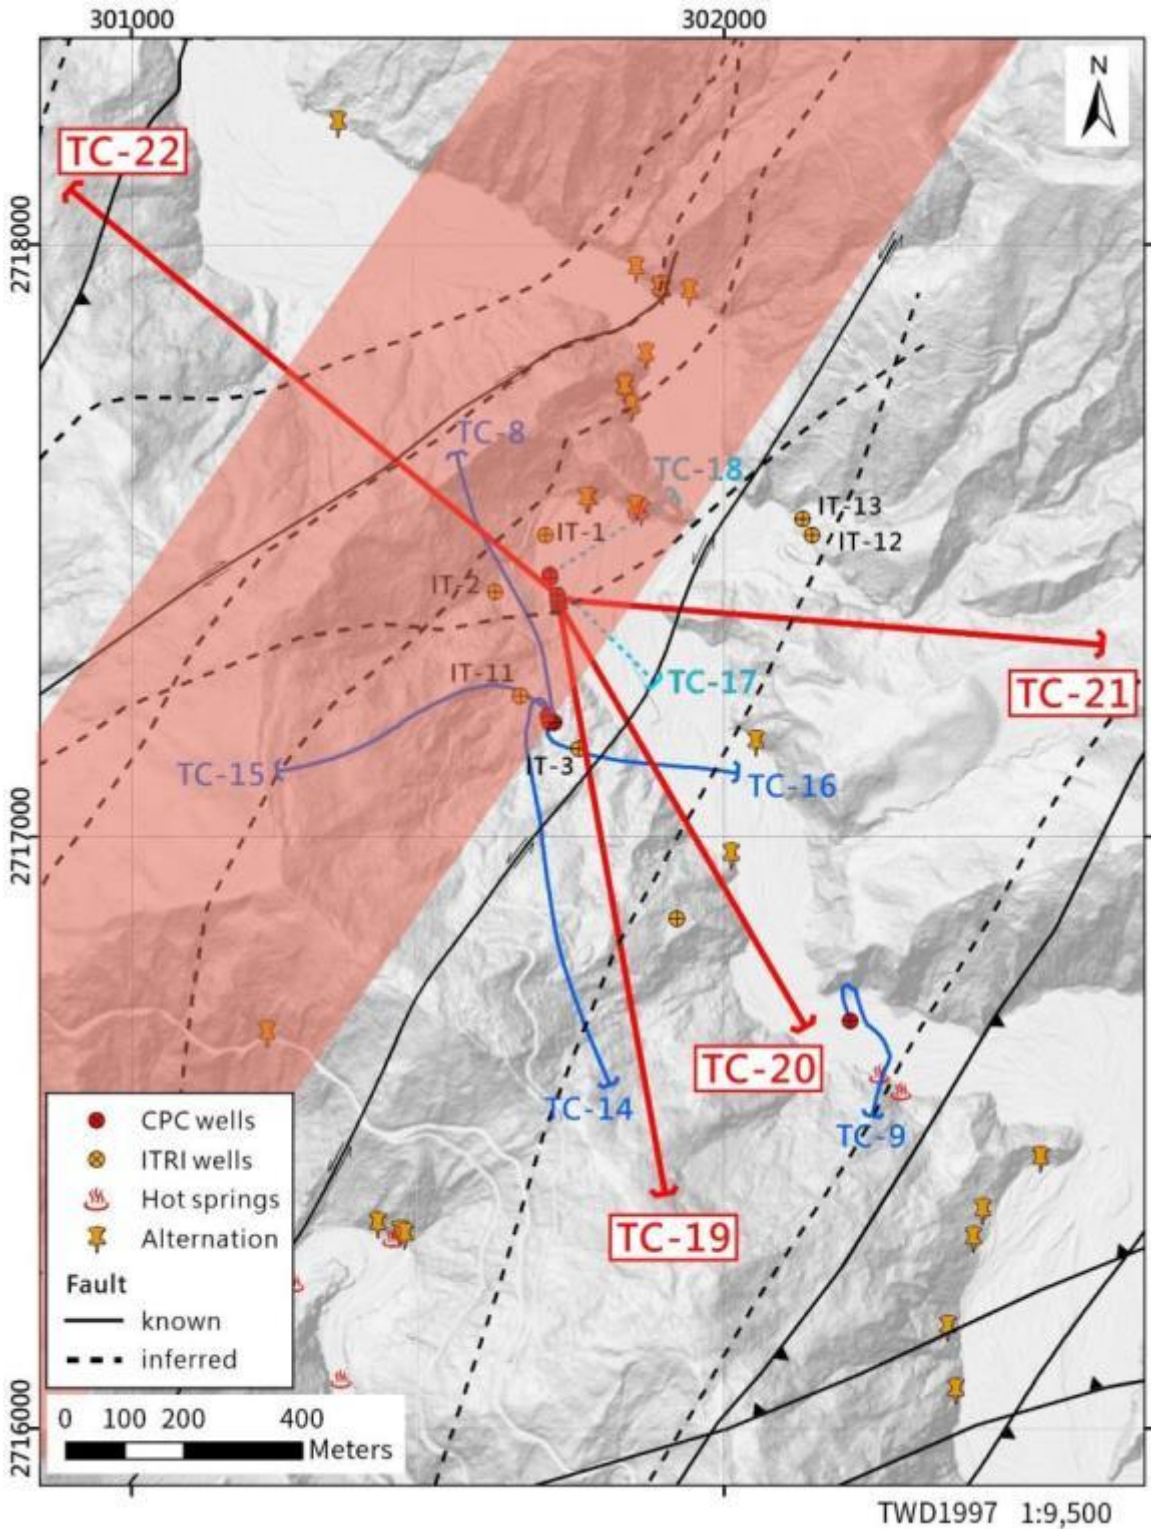 301000
302000
N
TC-22
2718000
TC-8
TC-18
IT-1
IT-13
IT-12
IT-2
IT-11
TC-17
TC-21
TC-15
IT-3
TC-16
2717000
TC-20
TC-14
TC-9
TC-19
CPC wells
ITRI wells
Hot springs
Alternation
Fault
known
inferred
2716000
0 100 200 400
Meters
TWD1997 1:9,500